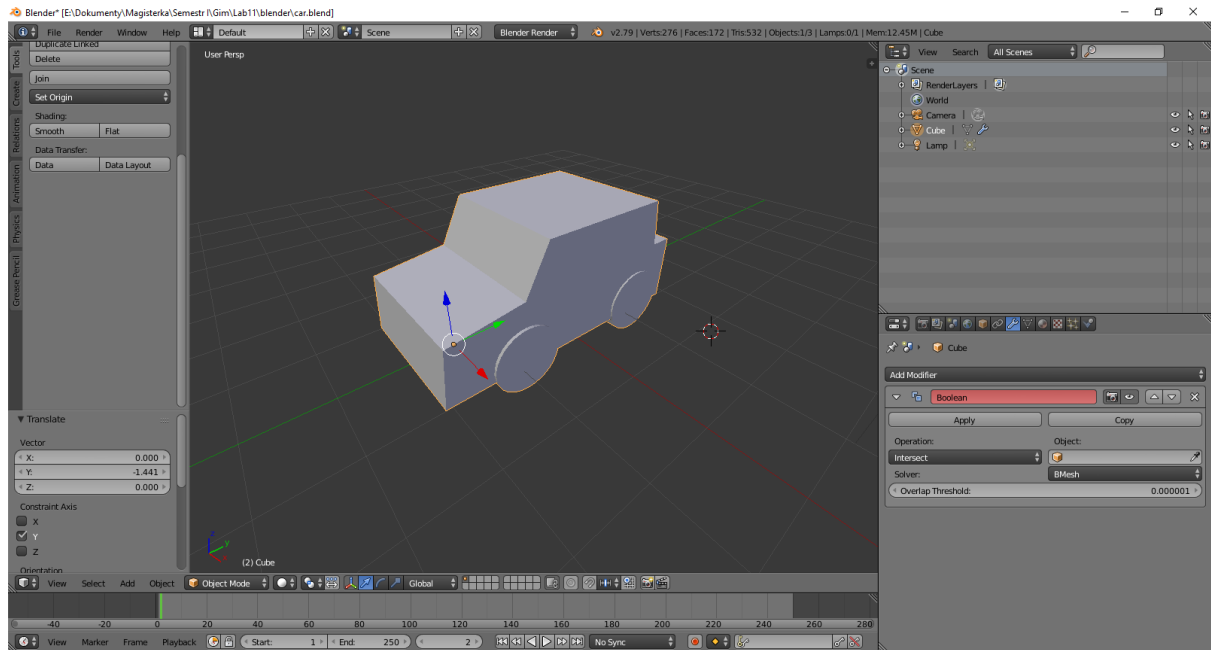 Blender* [E:\Dokumenty\Magisterka\Semestr I\Gim\Lab11\blender\car.blend]
File Render Window Help Default Scene Blender Render v2.79 | Verts:276 | Faces:172 | Tris:532 | Objects:1/3 | Lamps:0/1 | Mem:12.45M | Cube
Tools
Create
Relations
Animation
Physics
Grease Pencil
Duplicate Linked
Delete
Join
Set Origin
Shading:
Smooth Flat
Data Transfer:
Data Data Layout
Translate
Vector
X: 0.000
Y: -1.441
Z: 0.000
Constraint Axis
X
Y
Z
Orientation
User Persp
z
y
(2) Cube
View Select Add Object Object Mode Global
View Search All Scenes
Scene
RenderLayers |
World
Camera |
Cube |
Lamp |
Cube
Add Modifier
Boolean
Apply Copy
Operation: Object:
Intersect
Solver: BMesh
Overlap Threshold: 0.000001
-40 -20 0 20 40 60 80 100 120 140 160 180 200 220 240 260 280
View Marker Frame Playback Start: 1 End: 250 2 No Sync